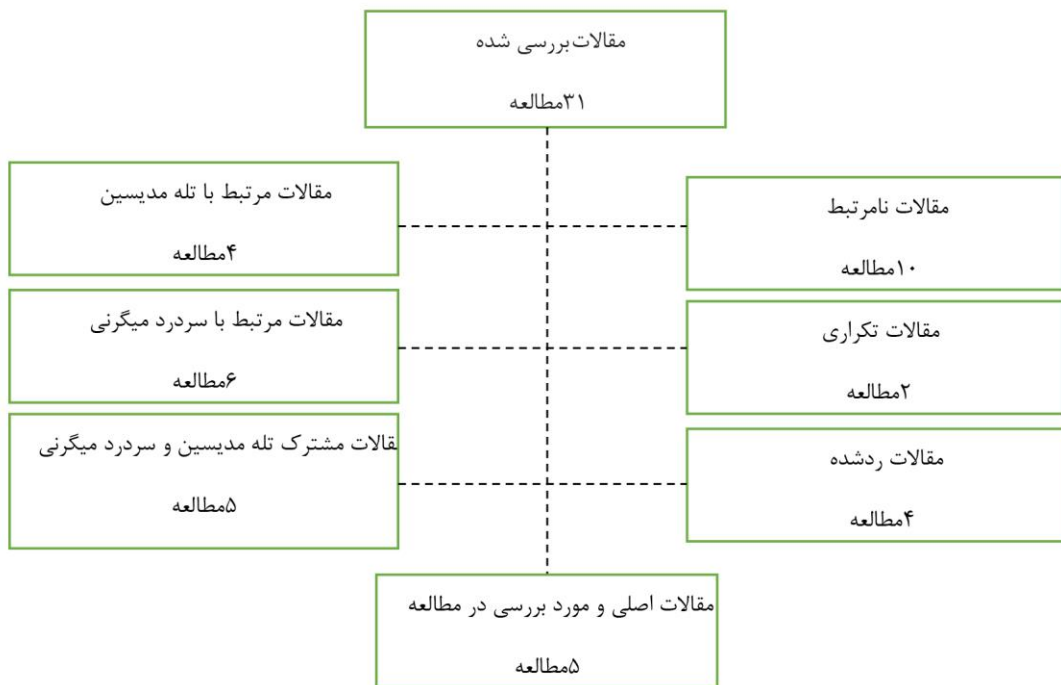 مقالات بررسی شده
۳۱مطالعه
مقالات نامرتبط
۱۰مطالعه
مقالات مرتبط با تله مدیسین
۴مطالعه
مقالات تکراری
۲مطالعه
مقالات مرتبط با سردرد میگرنی
۶مطالعه
مقالات ردشده
۴مطالعه
قالات مشترک تله مدیسین و سردرد میگرنی
۵مطالعه
مقالات اصلی و مورد بررسی در مطالعه
۵مطالعه